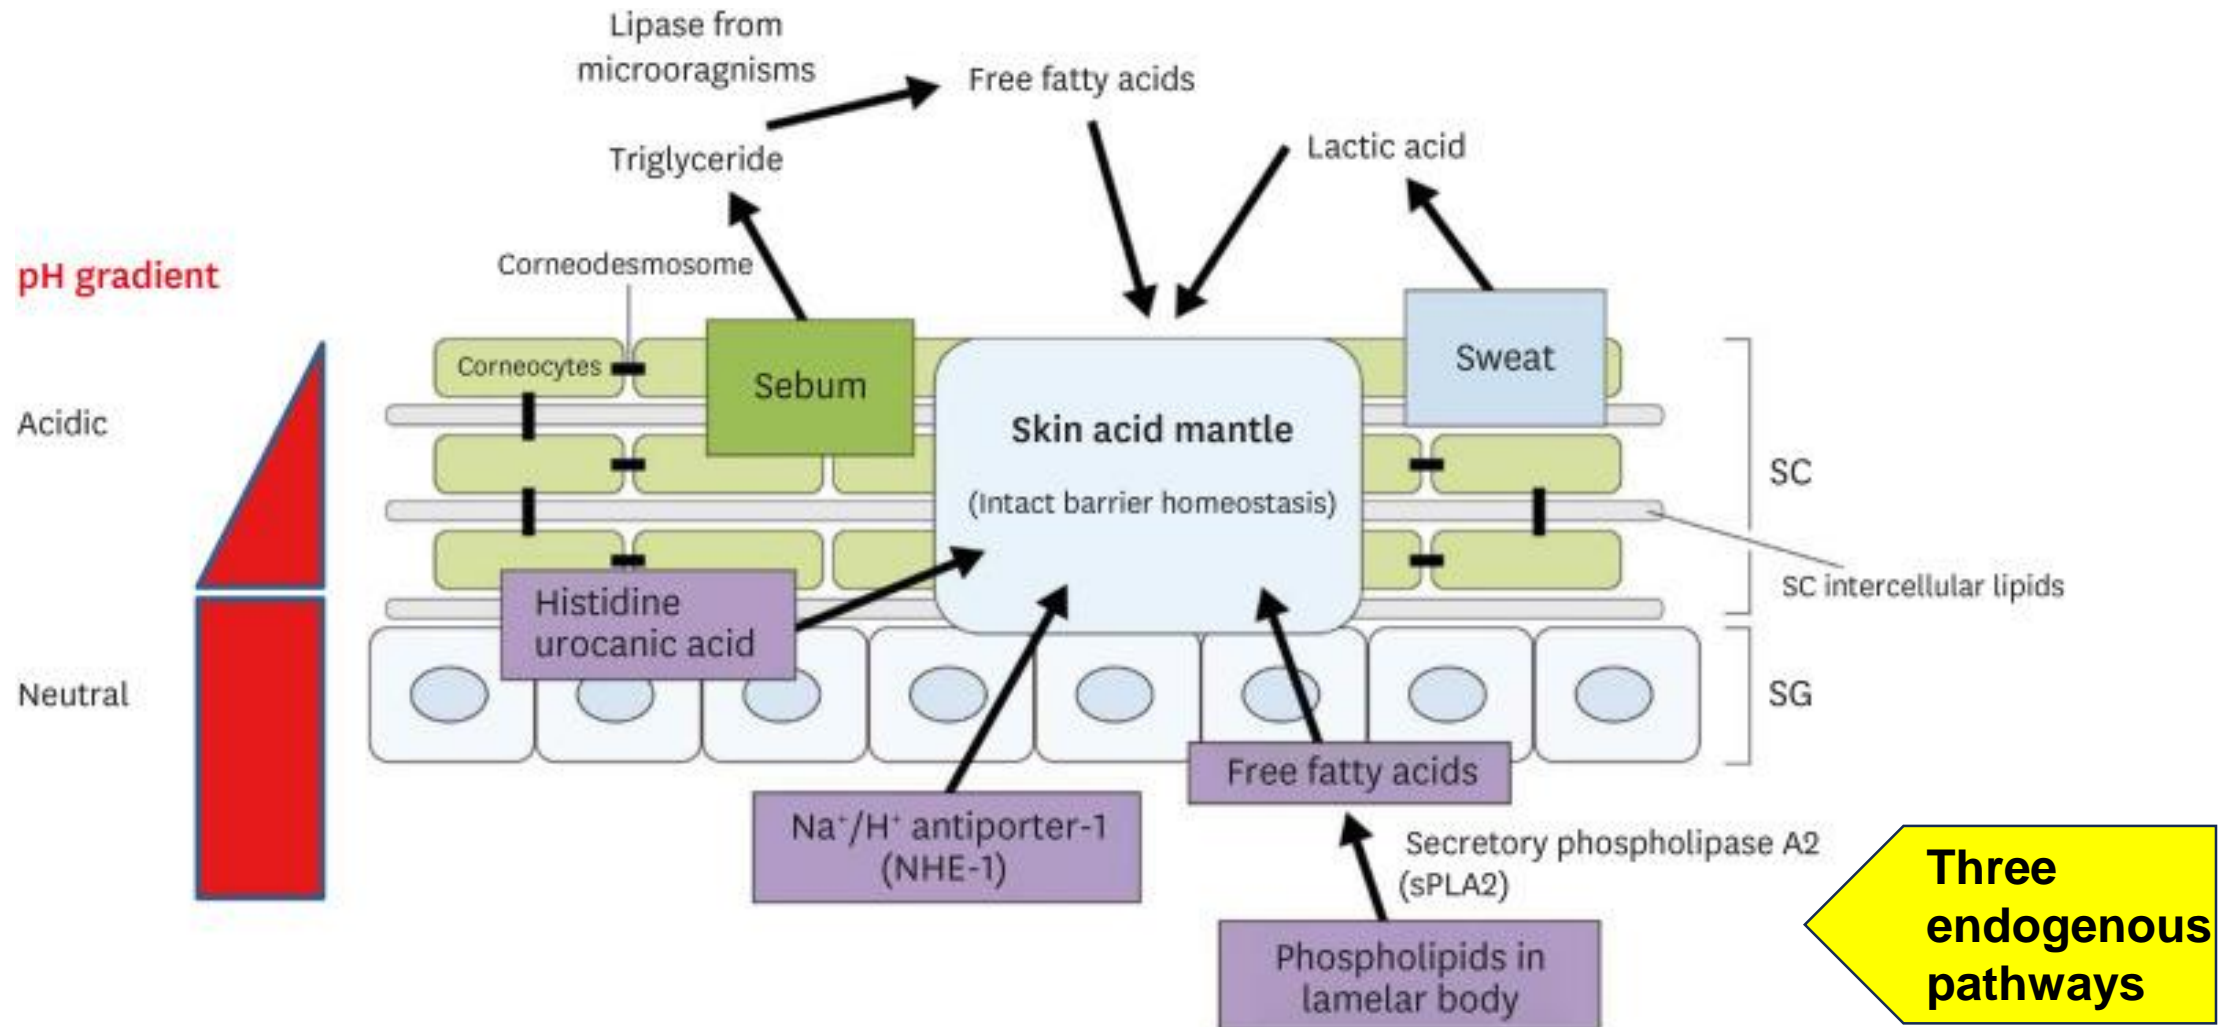 Lipase from
microoragnisms
Free fatty acids
Triglyceride
Lactic acid
pH gradient
Corneodesmosome
Corneocytes
Sebum
Sweat
Acidic
Skin acid mantle
(Intact barrier homeostasis)
SC
SC intercellular lipids
Histidine
urocanic acid
Neutral
SG
Free fatty acids
Na⁺/H⁺ antiporter-1
(NHE-1)
Secretory phospholipase A2
(sPLA2)
Phospholipids in
lamelar body
Three
endogenous
pathways